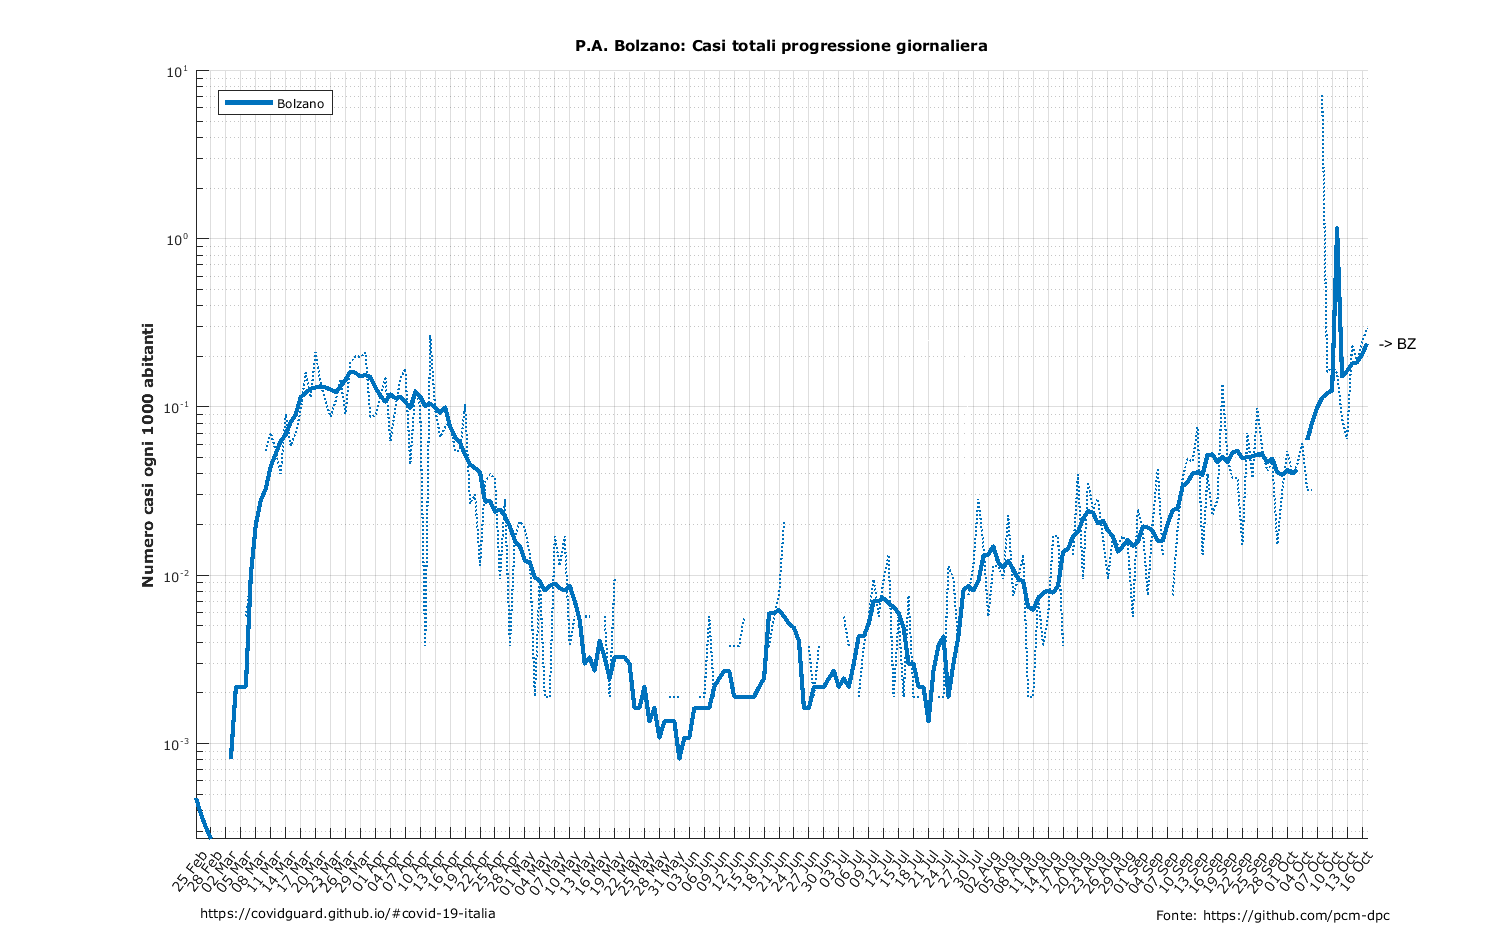 P.A. Bolzano: Casi totali progressione giornaliera
Bolzano
Numero casi ogni 1000 abitanti
10^1
10^0
10^-1
10^-2
10^-3
-> BZ
25 Feb
28 Feb
02 Mar
05 Mar
08 Mar
11 Mar
14 Mar
17 Mar
20 Mar
23 Mar
26 Mar
29 Mar
01 Apr
04 Apr
07 Apr
10 Apr
13 Apr
16 Apr
19 Apr
22 Apr
25 Apr
28 Apr
01 May
04 May
07 May
10 May
13 May
16 May
19 May
22 May
25 May
28 May
31 May
03 Jun
06 Jun
09 Jun
12 Jun
15 Jun
18 Jun
21 Jun
24 Jun
27 Jun
30 Jun
03 Jul
06 Jul
09 Jul
12 Jul
15 Jul
18 Jul
21 Jul
24 Jul
27 Jul
30 Jul
02 Aug
05 Aug
08 Aug
11 Aug
14 Aug
17 Aug
20 Aug
23 Aug
26 Aug
29 Aug
01 Sep
04 Sep
07 Sep
10 Sep
13 Sep
16 Sep
19 Sep
22 Sep
25 Sep
28 Sep
01 Oct
04 Oct
07 Oct
10 Oct
13 Oct
16 Oct
https://covidguard.github.io/#covid-19-italia
Fonte: https://github.com/pcm-dpc